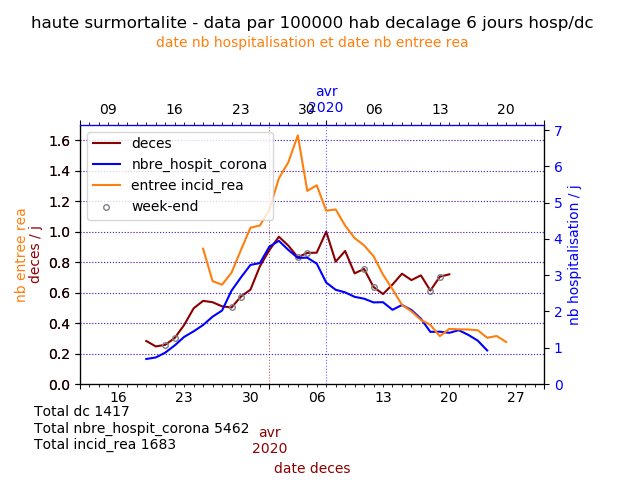 haute surmortalite - data par 100000 hab decalage 6 jours hosp/dc
date nb hospitalisation et date nb entree rea
avr
2020
09 16 23 30 06 13 20
deces
nbre_hospit_corona
entree incid_rea
week-end
1.6
1.4
1.2
1.0
0.8
0.6
0.4
0.2
0.0
nb entree rea
deces / j
7
6
5
4
3
2
1
0
nb hospitalisation / j
16 23 30 06 13 20 27
Total dc 1417
Total nbre_hospit_corona 5462
Total incid_rea 1683
avr
2020
date deces